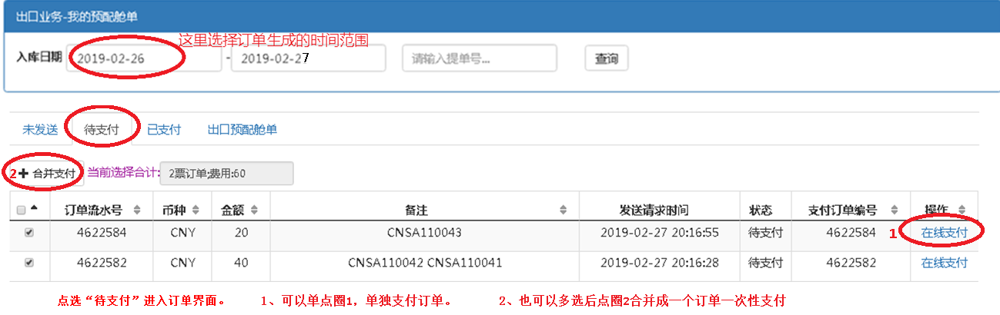 出口业务-我的预配舱单
这里选择订单生成的时间范围
入库日期 2019-02-26 - 2019-02-27 请输入提单号... 查询
未发送 待支付 已支付 出口预配舱单
2 合并支付 当前选择合计: 2票订单;费用:60
订单流水号 币种 金额 备注 发送请求时间 状态 支付订单编号 操作
4622584 CNY 20 CNSA110043 2019-02-27 20:16:55 待支付 4622584 1 在线支付
4622582 CNY 40 CNSA110042 CNSA110041 2019-02-27 20:16:28 待支付 4622582 在线支付
点选“待支付”进入订单界面。 1、可以单点圈1，单独支付订单。 2、也可以多选后点圈2合并成一个订单一次性支付